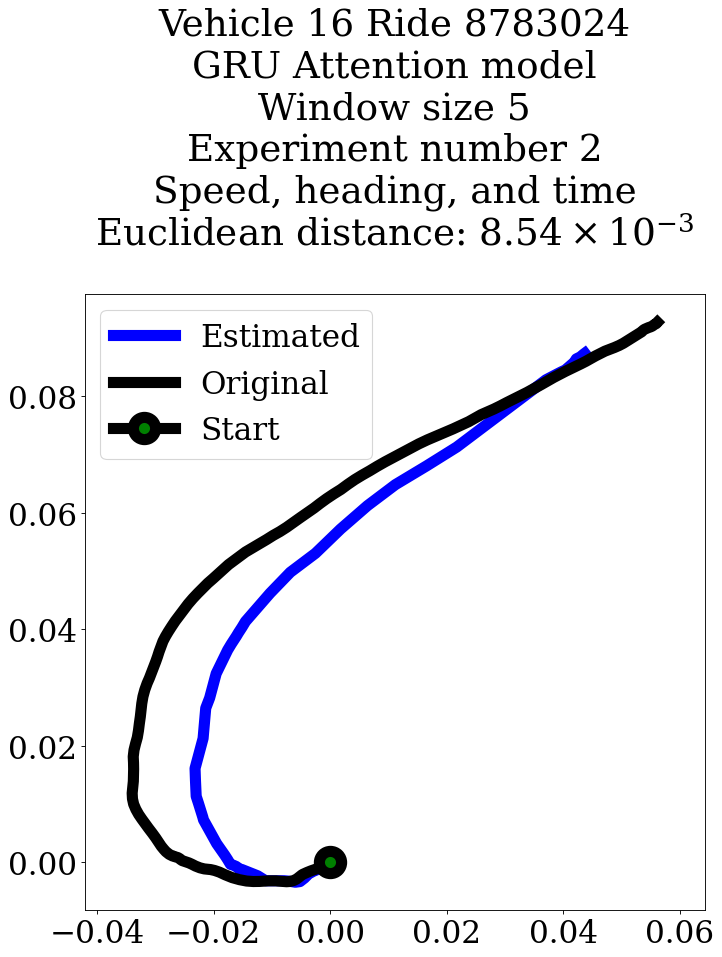 Vehicle 16 Ride 8783024
GRU Attention model
Window size 5
Experiment number 2
Speed, heading, and time
Euclidean distance: 8.54 × 10⁻³
Estimated
Original
Start
0.08
0.06
0.04
0.02
0.00
−0.04 −0.02 0.00 0.02 0.04 0.06